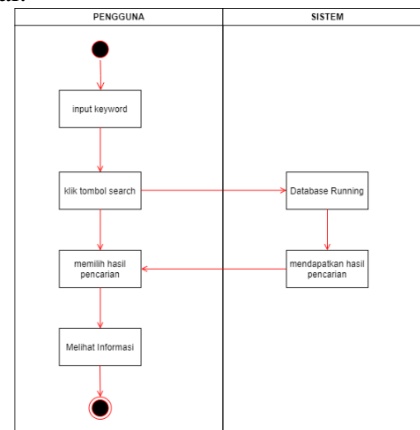 PENGGUNA
SISTEM
input keyword
klik tombol search
Database Running
memilih hasil
pencarian
mendapatkan hasil
pencarian
Melihat Informasi